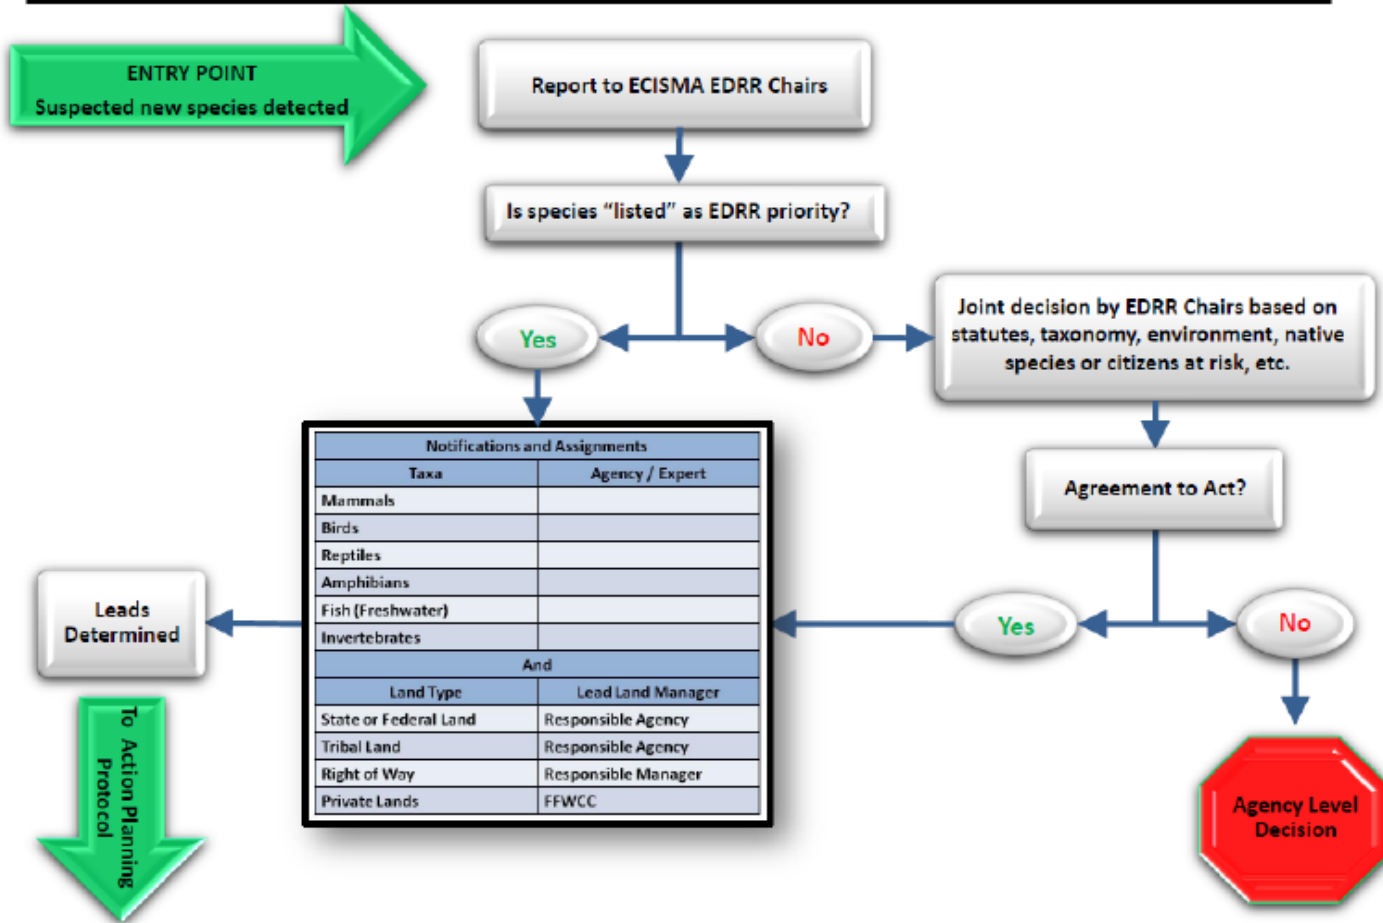 ENTRY POINT
Suspected new species detected
Report to ECISMA EDRR Chairs
Is species “listed” as EDRR priority?
Yes
No
Joint decision by EDRR Chairs based on
statutes, taxonomy, environment, native
species or citizens at risk, etc.
Agreement to Act?
Yes
No
Agency Level
Decision
Notifications and Assignments
Taxa Agency / Expert
Mammals
Birds
Reptiles
Amphibians
Fish (Freshwater)
Invertebrates
And
Land Type Lead Land Manager
State or Federal Land Responsible Agency
Tribal Land Responsible Agency
Right of Way Responsible Manager
Private Lands FFWCC
Leads
Determined
To Action Planning
Protocol